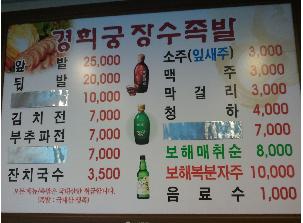 경희궁 장수족발
앞 발 25,000
뒷 발 20,000
10,000
김 치 전 7,000
부 추 파 전 7,000
7,000
잔 치 국 수 3,500
소주(잎새주) 3,000
맥 주 3,000
막 걸 리 3,000
청 하 4,000
7,000
보 해 매 취 순 8,000
보해복분자주 10,000
음 료 수 1,000